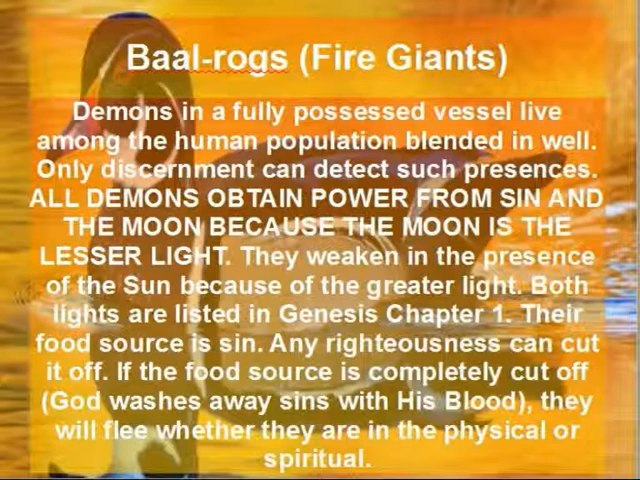 Baal-rogs (Fire Giants)
Demons in a fully possessed vessel live
among the human population blended in well.
Only discernment can detect such presences.
ALL DEMONS OBTAIN POWER FROM SIN AND
THE MOON BECAUSE THE MOON IS THE
LESSER LIGHT. They weaken in the presence
of the Sun because of the greater light. Both
lights are listed in Genesis Chapter 1. Their
food source is sin. Any righteousness can cut
it off. If the food source is completely cut off
(God washes away sins with His Blood), they
will flee whether they are in the physical or
spiritual.